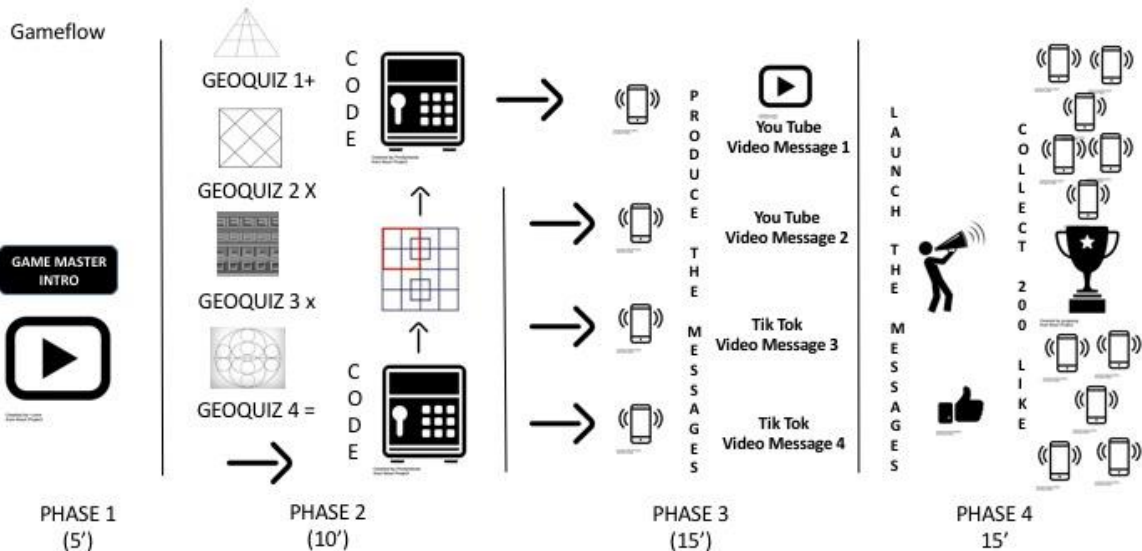 Gameflow
GAME MASTER
INTRO
PHASE 1
(5')
GEOQUIZ 1+
GEOQUIZ 2 X
GEOQUIZ 3 x
GEOQUIZ 4 =
CODE
CODE
PHASE 2
(10')
PRODUCE THE MESSAGES
You Tube
Video Message 1
You Tube
Video Message 2
Tik Tok
Video Message 3
Tik Tok
Video Message 4
PHASE 3
(15')
LAUNCH THE MESSAGES
COLLECT 200 LIKE
PHASE 4
15'